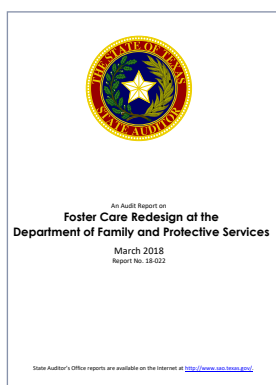 THE STATE OF TEXAS
STATE AUDITOR
An Audit Report on
Foster Care Redesign at the
Department of Family and Protective Services
March 2018
Report No. 18-022
State Auditor's Office reports are available on the Internet at http://www.sao.texas.gov/.